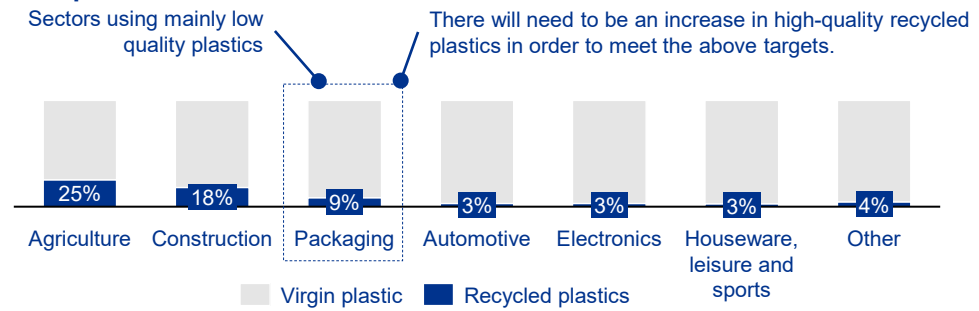 Sectors using mainly low
quality plastics
There will need to be an increase in high-quality recycled
plastics in order to meet the above targets.
25%
18%
9%
3%
3%
3%
4%
Agriculture
Construction
Packaging
Automotive
Electronics
Houseware,
leisure and
sports
Other
Virgin plastic
Recycled plastics